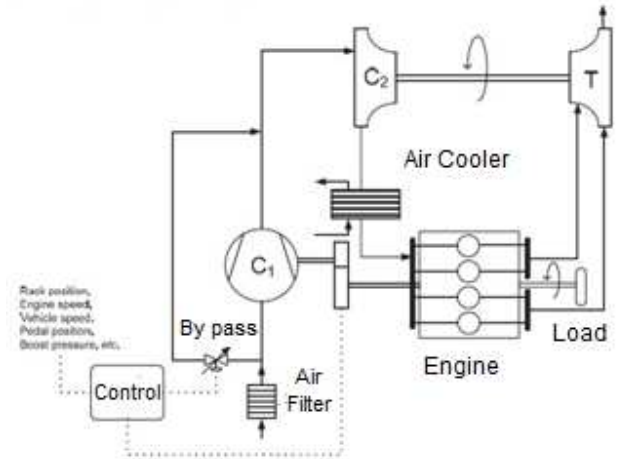 C₂
T
Air Cooler
C₁
Rack position,
Engine speed,
Vehicle speed,
Pedal position,
Boost pressure, etc.
By pass
Load
Engine
Air
Filter
Control